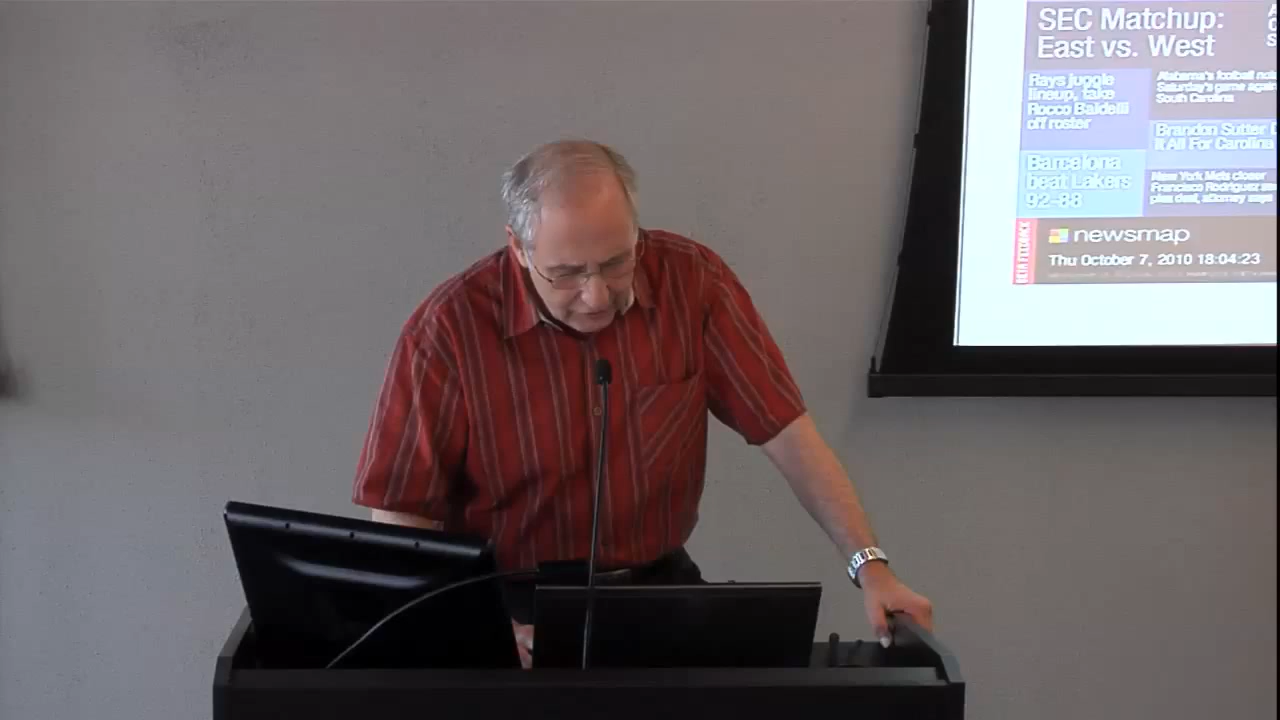 SEC Matchup:
East vs. West
Rays juggle
lineup, take
Rocco Baldelli
off roster
Barcelona
beat Lakers
92-88
Alabama's football
Saturday's game
South Carolina
Brandon Sutter
It All For Carolina
New York Mets closer
Francisco Rodriguez
plea deal, attorney says
BETA FEEDBACK
newsmap
Thu October 7, 2010 18:04:23